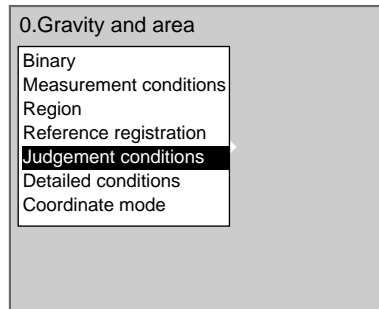 0.Gravity and area
Binary
Measurement conditions
Region
Reference registration
Judgement conditions
Detailed conditions
Coordinate mode